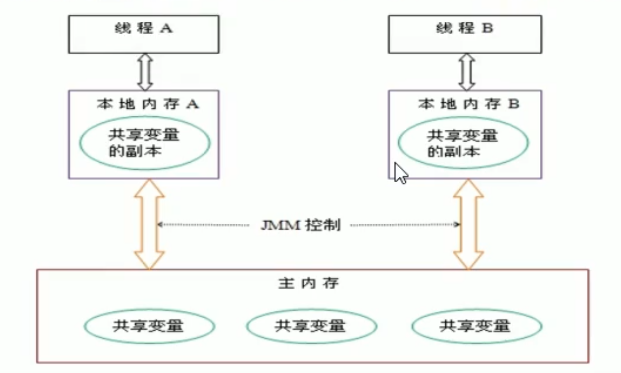 线程 A
线程 B
本地内存 A
本地内存 B
共享变量
的副本
共享变量
的副本
JMM 控制
主内存
共享变量
共享变量
共享变量